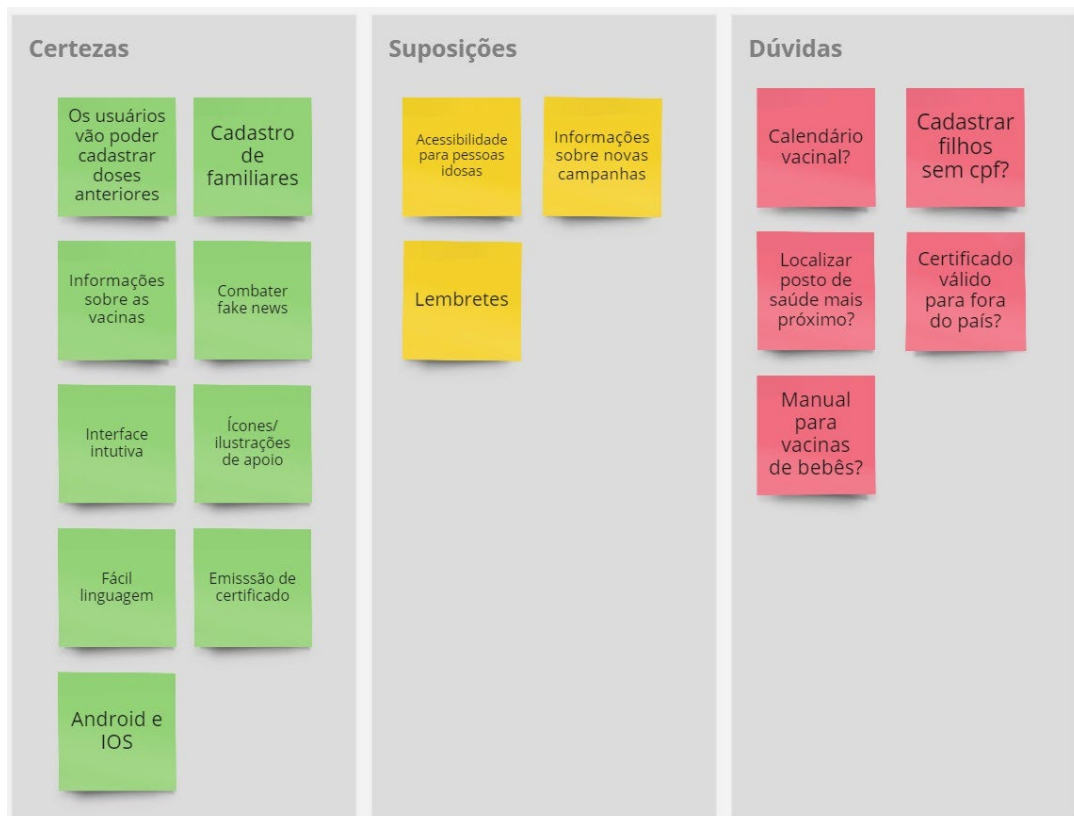 Certezas
Os usuários
vão poder
cadastrar
doses
anteriores
Cadastro
de
familiares
Informações
sobre as
vacinas
Combater
fake news
Interface
intutiva
Ícones/
ilustrações
de apoio
Fácil
linguagem
Emisssão de
certificado
Android e
IOS
Suposições
Acessibilidade
para pessoas
idosas
Informações
sobre novas
campanhas
Lembretes
Dúvidas
Calendário
vacinal?
Cadastrar
filhos
sem cpf?
Localizar
posto de
saúde mais
próximo?
Certificado
válido
para fora
do país?
Manual
para
vacinas
de bebês?